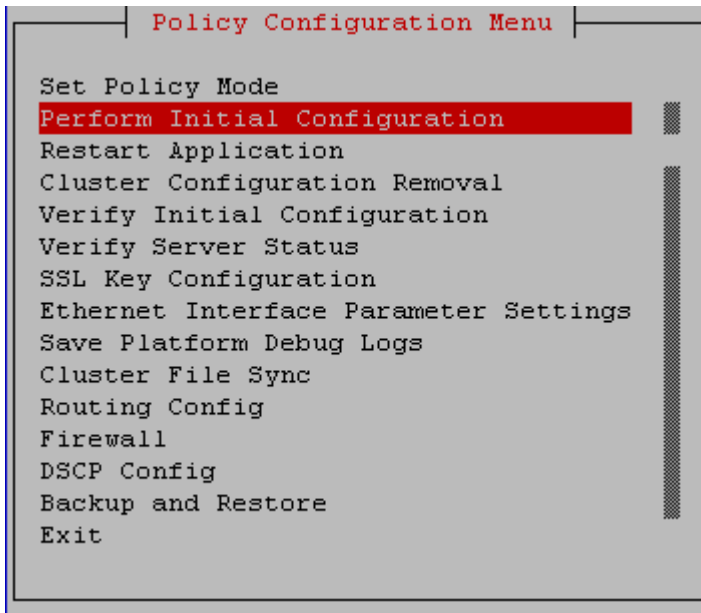 Policy Configuration Menu
Set Policy Mode
Perform Initial Configuration
Restart Application
Cluster Configuration Removal
Verify Initial Configuration
Verify Server Status
SSL Key Configuration
Ethernet Interface Parameter Settings
Save Platform Debug Logs
Cluster File Sync
Routing Config
Firewall
DSCP Config
Backup and Restore
Exit